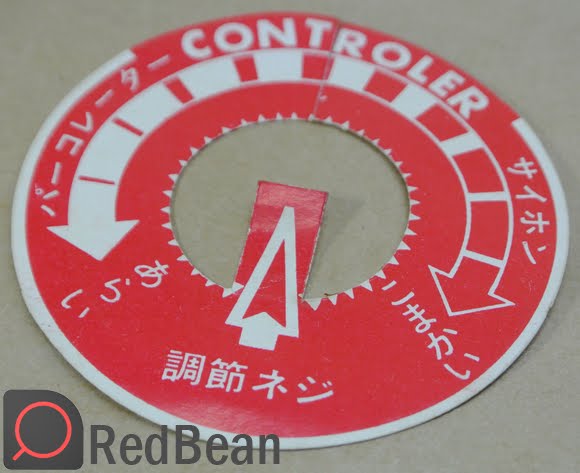 CONTROLER
パーコレーター
サイホン
あらい
こまかい
調節ネジ
RedBean